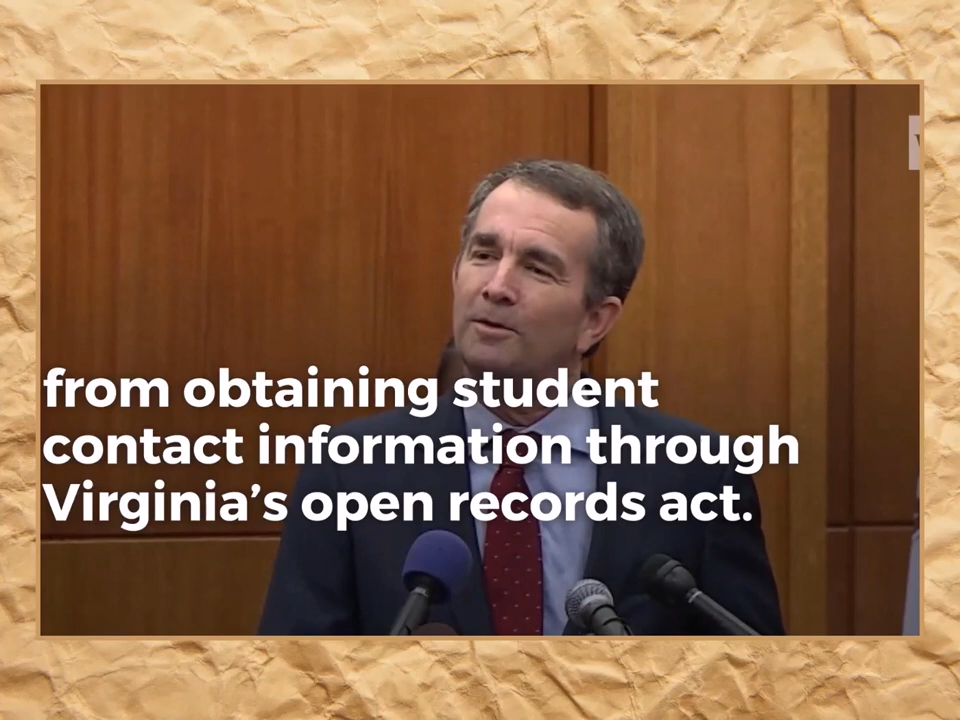 from obtaining student
contact information through
Virginia’s open records act.